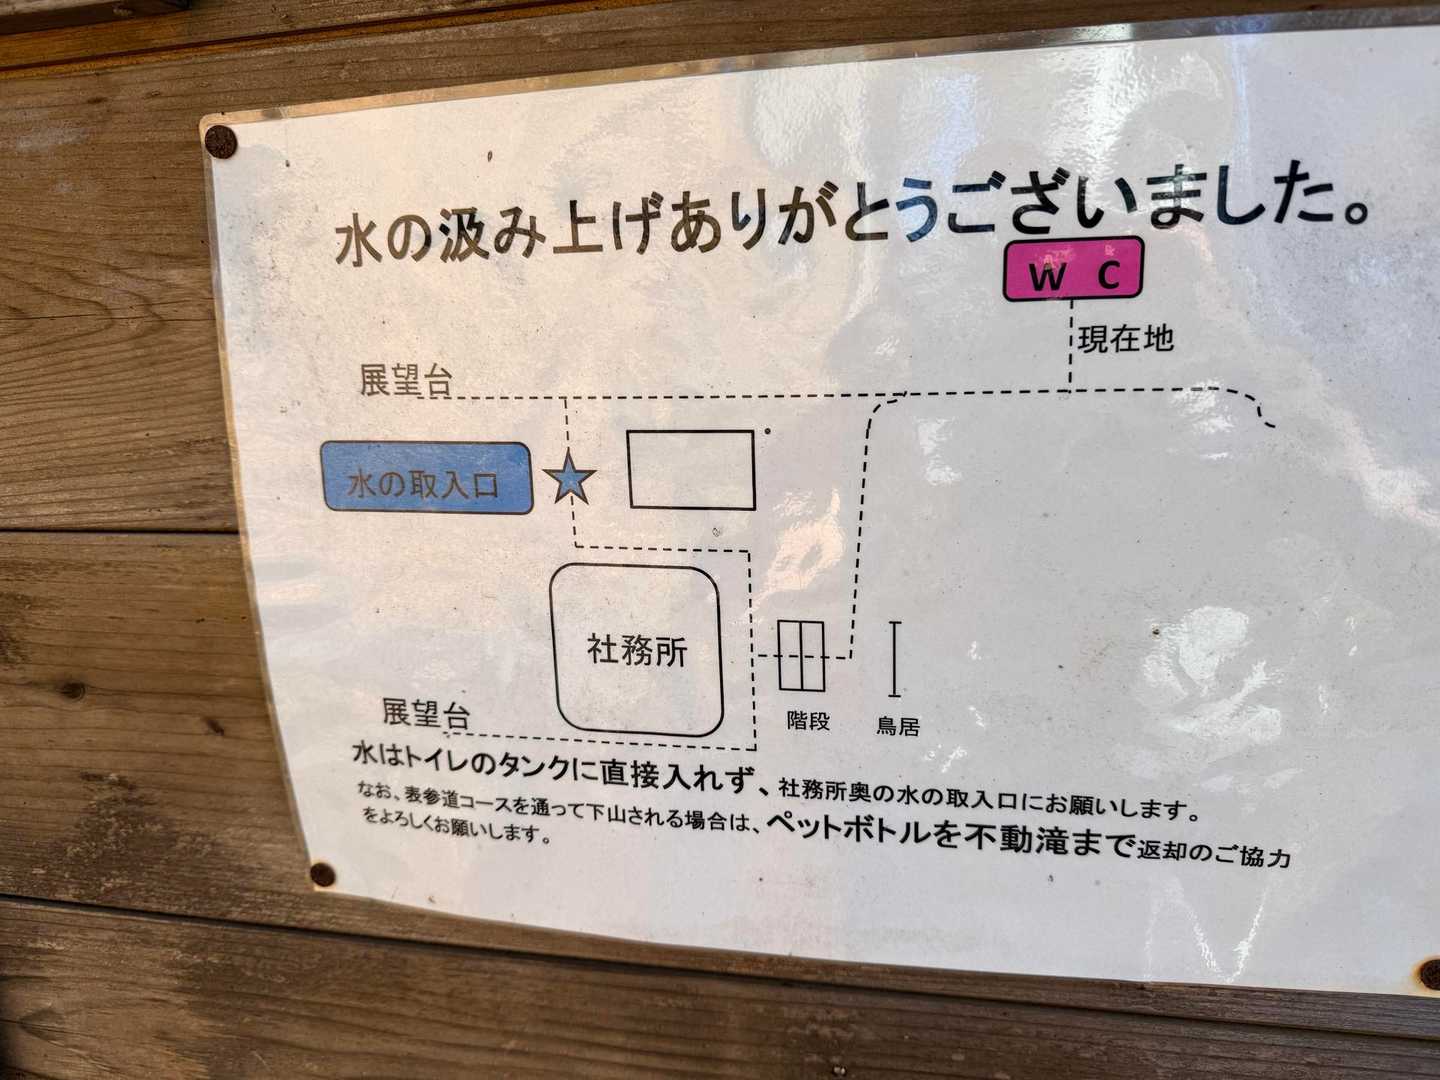 水の汲み上げありがとうございました。
W C
現在地
展望台
水の取入口
社務所
階段
鳥居
展望台
水はトイレのタンクに直接入れず、社務所奥の水の取入口にお願いします。
なお、表参道コースを通って下山される場合は、ペットボトルを不動滝まで返却のご協力
をよろしくお願いします。